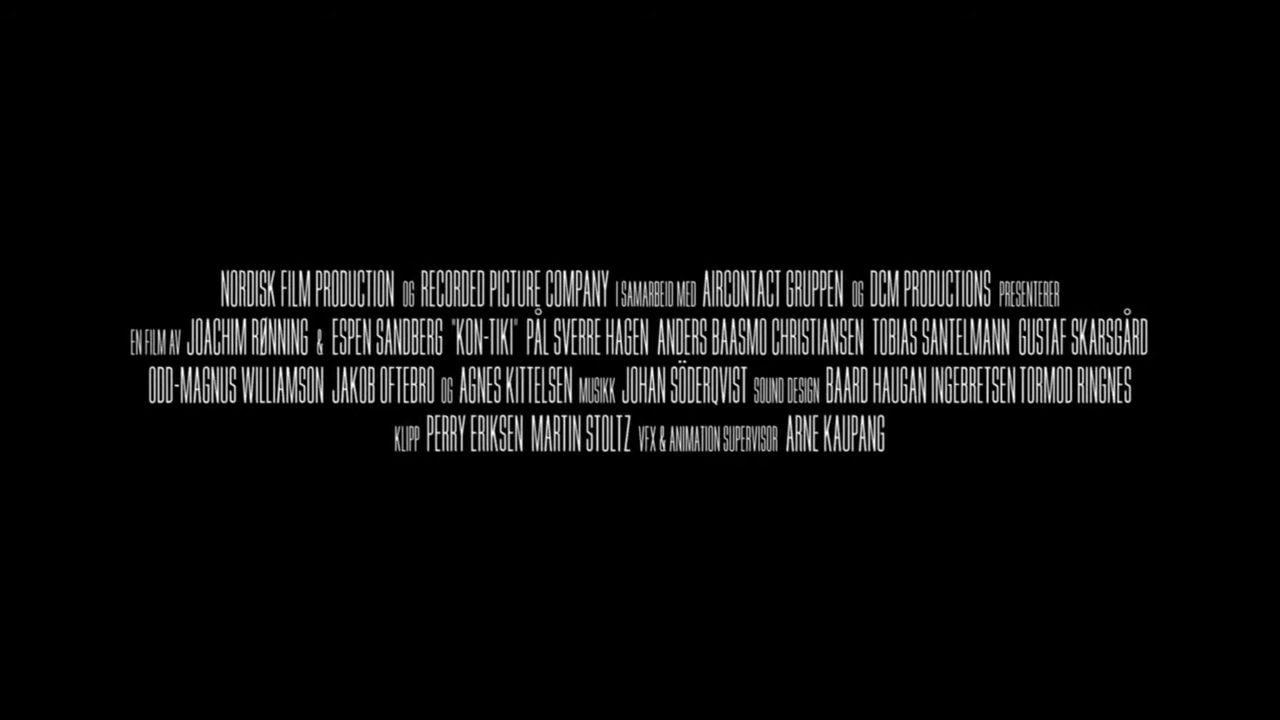 NORDISK FILM PRODUCTION OG RECORDED PICTURE COMPANY I SAMARBEID MED AIRCONTACT GRUPPEN OG DCM PRODUCTIONS PRESENTERER
EN FILM AV JOACHIM RØNNING & ESPEN SANDBERG "KON-TIKI" PÅL SVERRE HAGEN ANDERS BAASMO CHRISTIANSEN TOBIAS SANTELMANN GUSTAF SKARSGÅRD
ODD-MAGNUS WILLIAMSON JAKOB OFTEBRO OG AGNES KITTELSEN MUSIKK JOHAN SÖDERQVIST SOUND DESIGN BAARD HAUGAN INGEBRETSEN TORMOD RINGNES
KLIPP PERRY ERIKSEN MARTIN STOLTZ VFX & ANIMATION SUPERVISOR ARNE KAUPANG